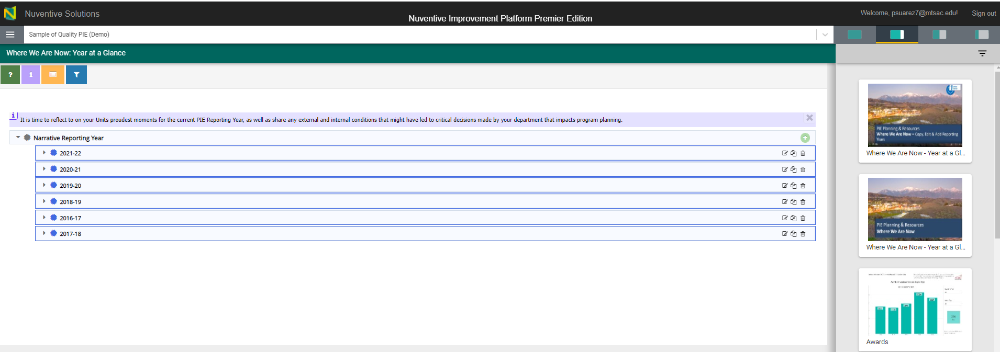 Nuventive Solutions
Nuventive Improvement Platform Premier Edition
Welcome, psuarez7@mtsac.edu!
Sign out
Sample of Quality PIE (Demo)
Where We Are Now: Year at a Glance
?
i
i
It is time to reflect to on your Units proudest moments for the current PIE Reporting Year, as well as share any external and internal conditions that might have led to critical decisions made by your department that impacts program planning.
Narrative Reporting Year
2021-22
2020-21
2019-20
2018-19
2016-17
2017-18
PIE Planning & Resources
Where We Are Now – Copy, Edit & Add Reporting
Years
Where We Are Now - Year at a Gl...
PIE Planning & Resources
Where We Are Now
Where We Are Now - Year at a Gl...
Awards